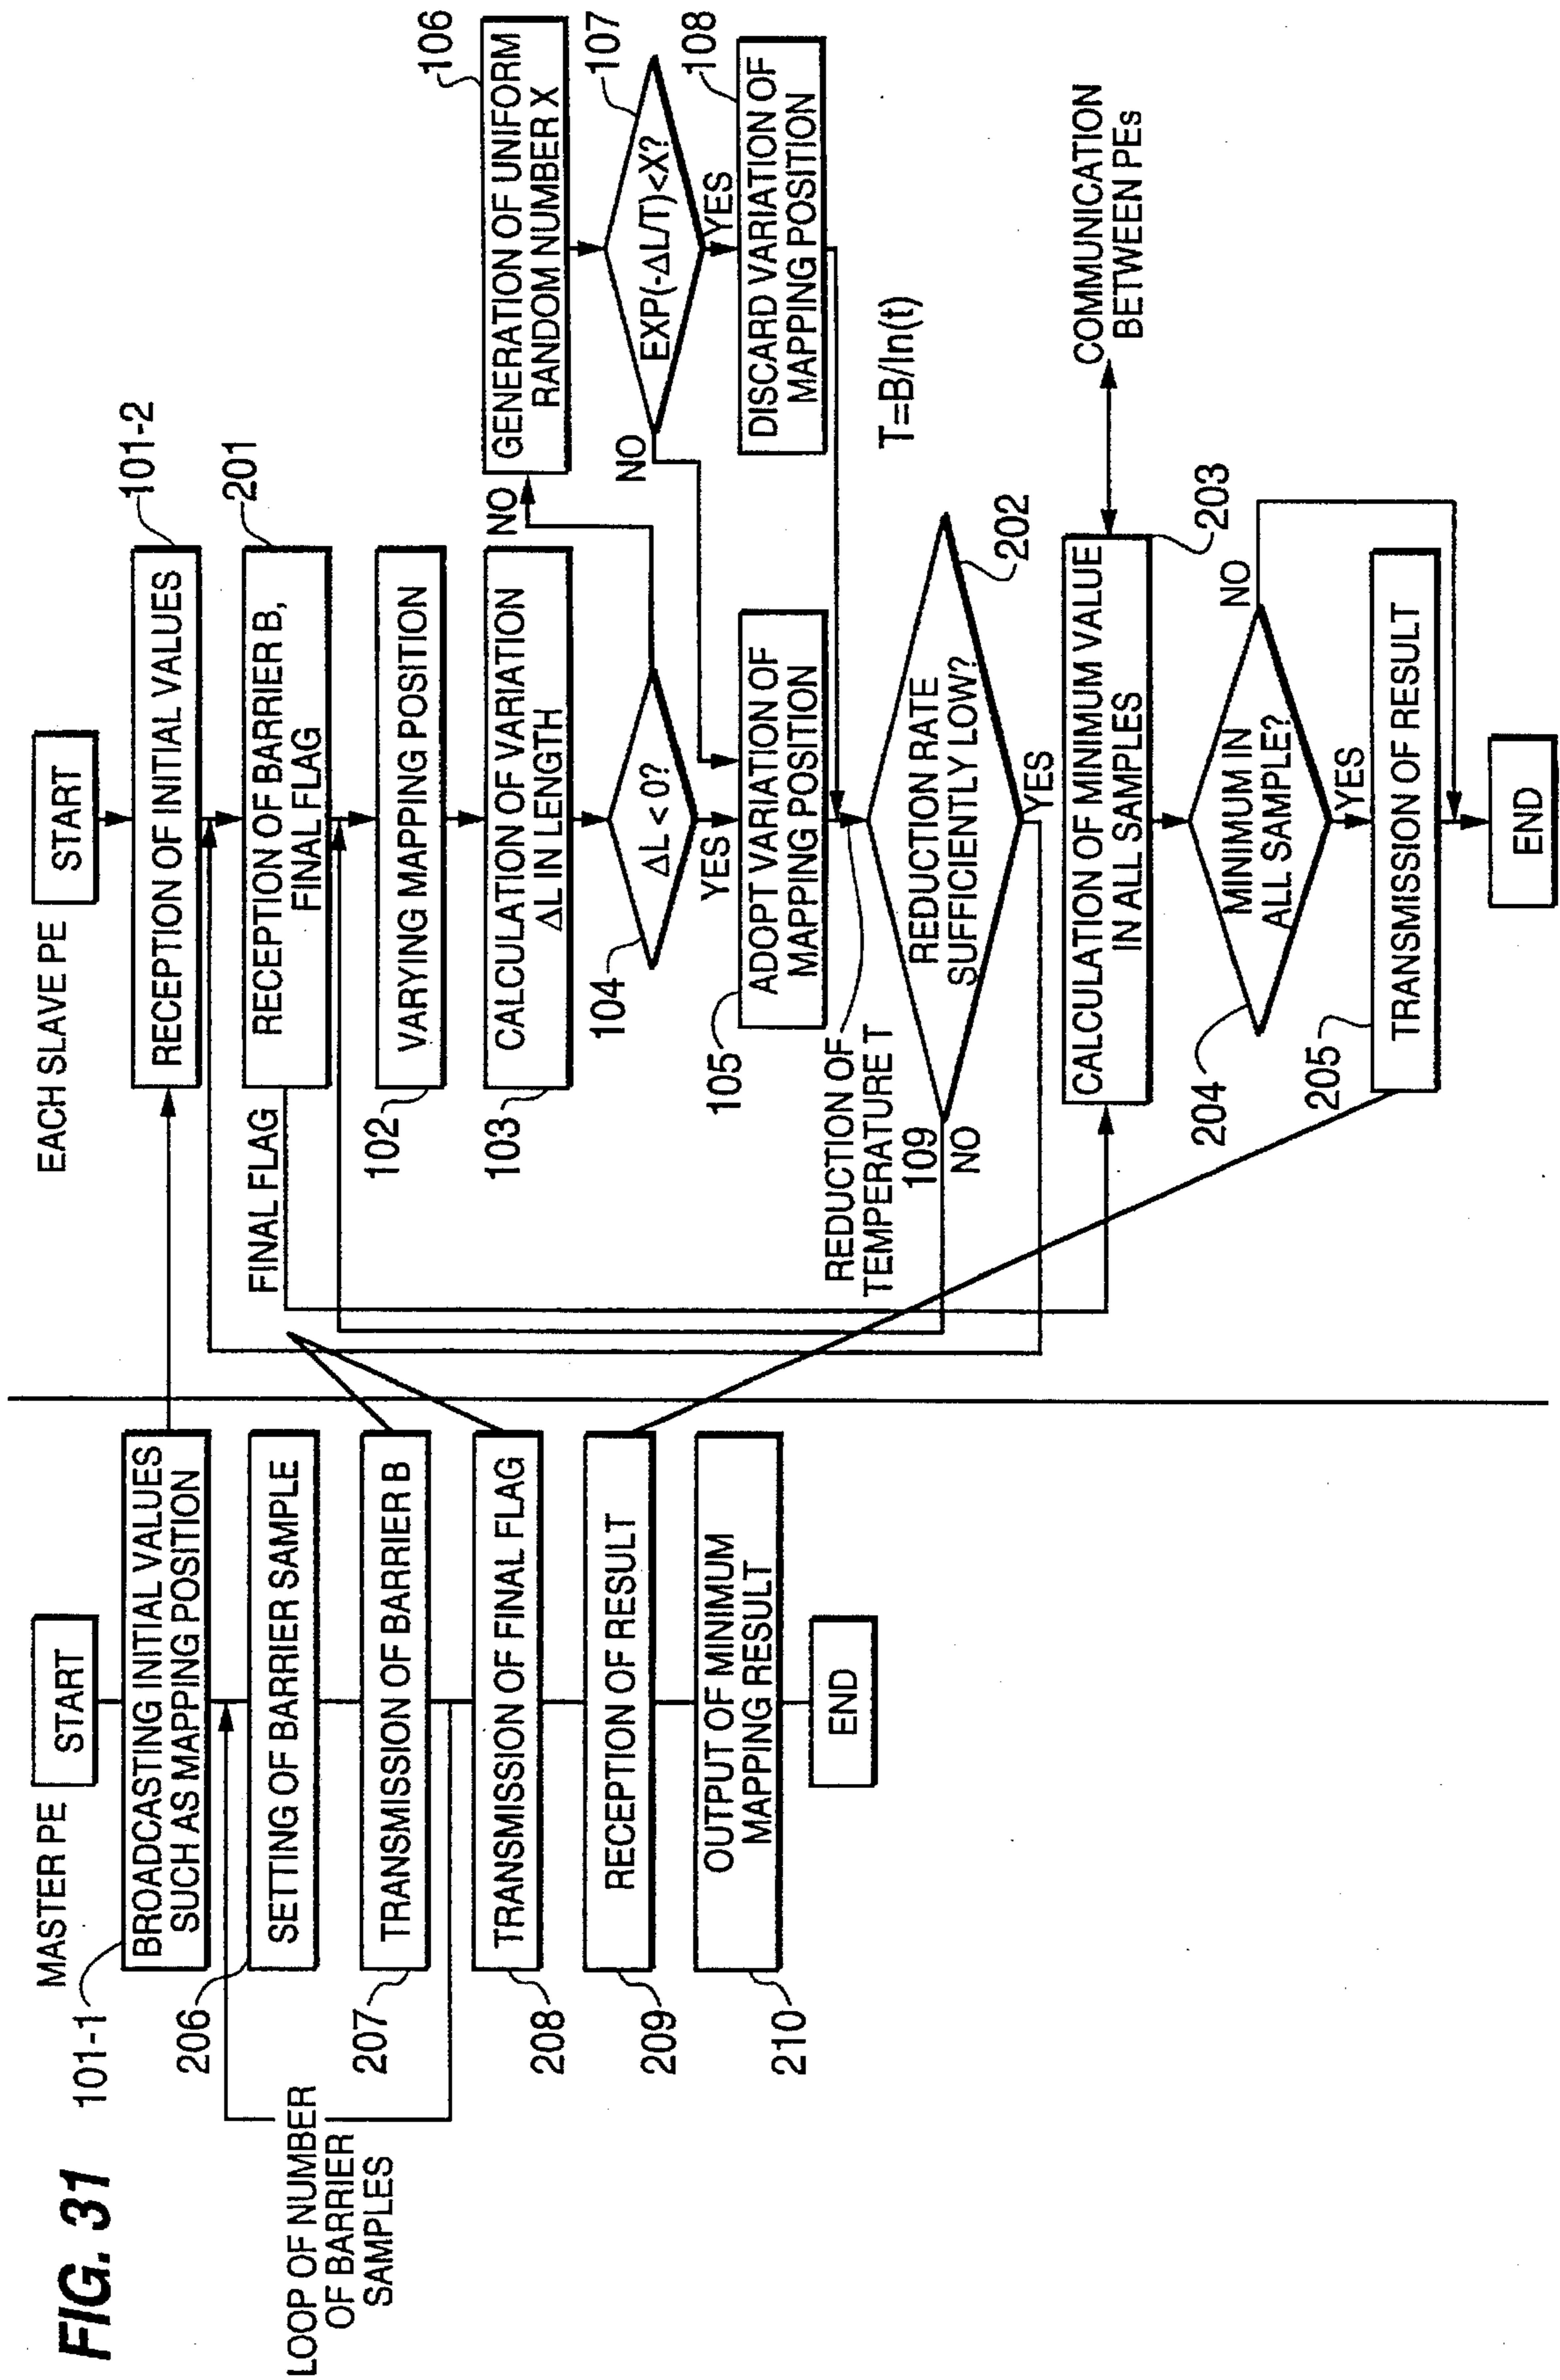 FIG. 31
MASTER PE
START
101-1
BROADCASTING INITIAL VALUES
SUCH AS MAPPING POSITION
206
SETTING OF BARRIER SAMPLE
207
TRANSMISSION OF BARRIER B
LOOP OF NUMBER
OF BARRIER
SAMPLES
208
TRANSMISSION OF FINAL FLAG
209
RECEPTION OF RESULT
210
OUTPUT OF MINIMUM
MAPPING RESULT
END
EACH SLAVE PE
START
101-2
RECEPTION OF INITIAL VALUES
201
RECEPTION OF BARRIER B,
FINAL FLAG
FINAL FLAG
102
VARYING MAPPING POSITION
103
CALCULATION OF VARIATION
ΔL IN LENGTH
104
ΔL < 0?
NO
YES
106
GENERATION OF UNIFORM
RANDOM NUMBER X
107
EXP(-ΔL/T)<X?
NO
YES
105
ADOPT VARIATION OF
MAPPING POSITION
108
DISCARD VARIATION OF
MAPPING POSITION
REDUCTION OF
TEMPERATURE T
109
T=B/ln(t)
202
REDUCTION RATE
SUFFICIENTLY LOW?
NO
YES
203
CALCULATION OF MINIMUM VALUE
IN ALL SAMPLES
COMMUNICATION
BETWEEN PEs
204
MINIMUM IN
ALL SAMPLE?
NO
YES
205
TRANSMISSION OF RESULT
END